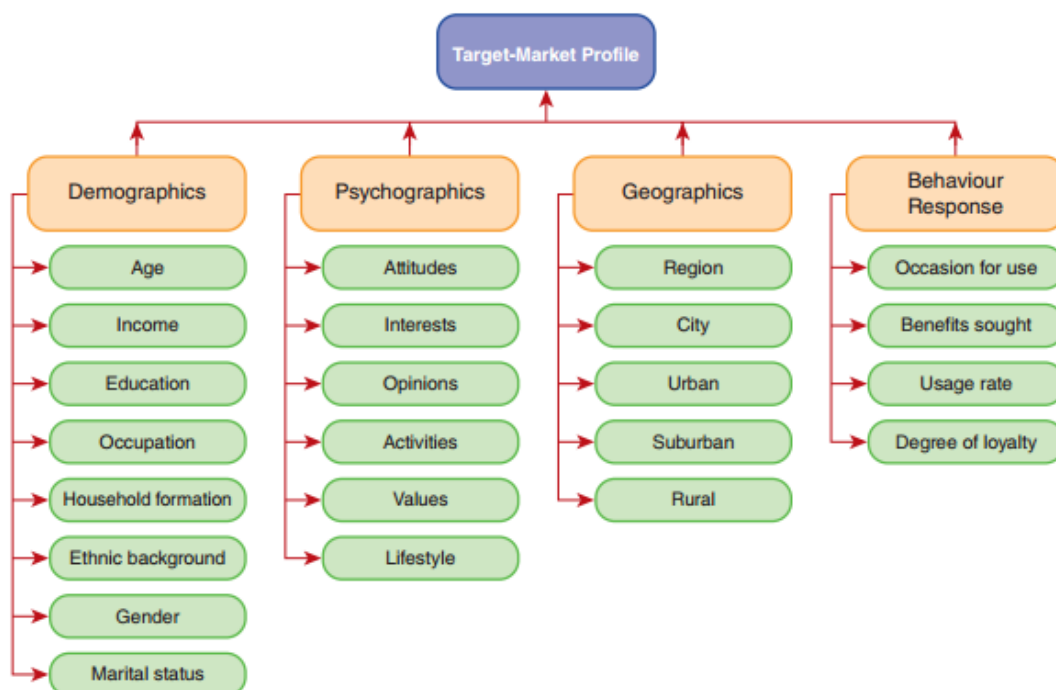 Target-Market Profile
Demographics
Age
Income
Education
Occupation
Household formation
Ethnic background
Gender
Marital status
Psychographics
Attitudes
Interests
Opinions
Activities
Values
Lifestyle
Geographics
Region
City
Urban
Suburban
Rural
Behaviour
Response
Occasion for use
Benefits sought
Usage rate
Degree of loyalty